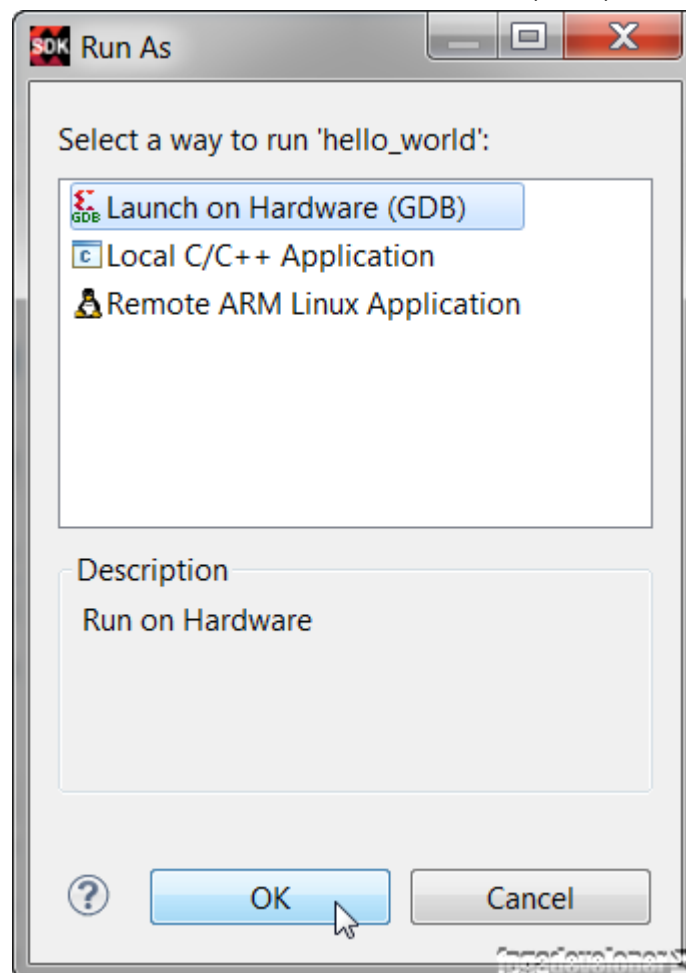 SDK Run As
Select a way to run 'hello_world':
GDB Launch on Hardware (GDB)
C Local C/C++ Application
Remote ARM Linux Application
Description
Run on Hardware
? OK Cancel